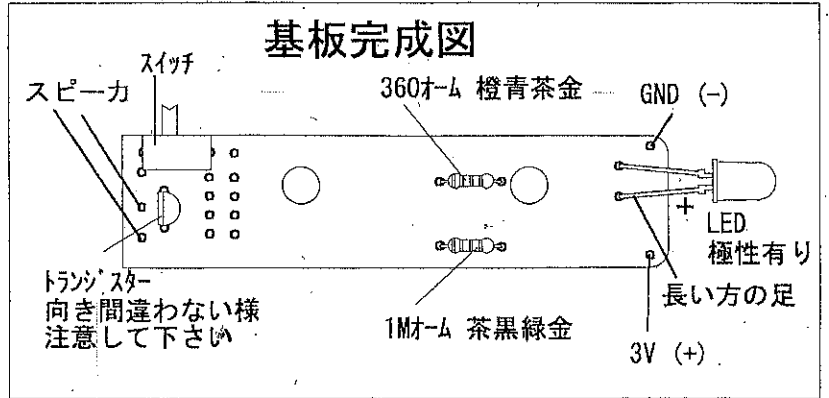 基板完成図
スイッチ
スピーカ
360オーム 橙青茶金
GND (-)
+
LED
極性有り
トランジスター
向き間違わない様
注意して下さい
1Mオーム 茶黒緑金
長い方の足
3V (+)